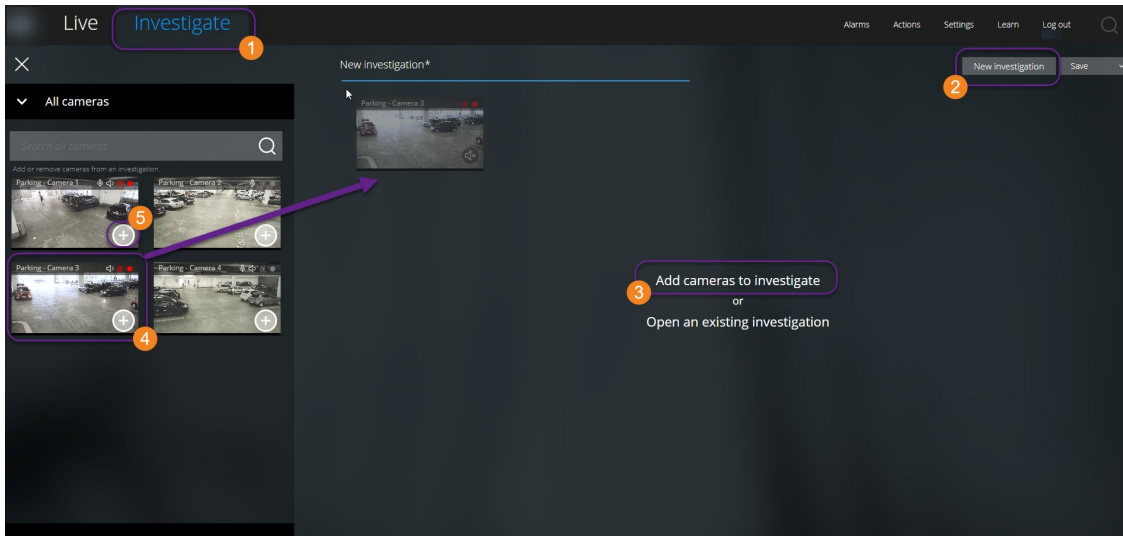 Live Investigate Alarms Actions Settings Learn Log out
1
New investigation* New investigation Save
2
All cameras
Parking - Camera 3
Search all cameras
Add or remove cameras from an investigation.
Parking - Camera 1 Parking - Camera 2
5
Parking - Camera 3 Parking - Camera 4
4
Add cameras to investigate
3
or
Open an existing investigation